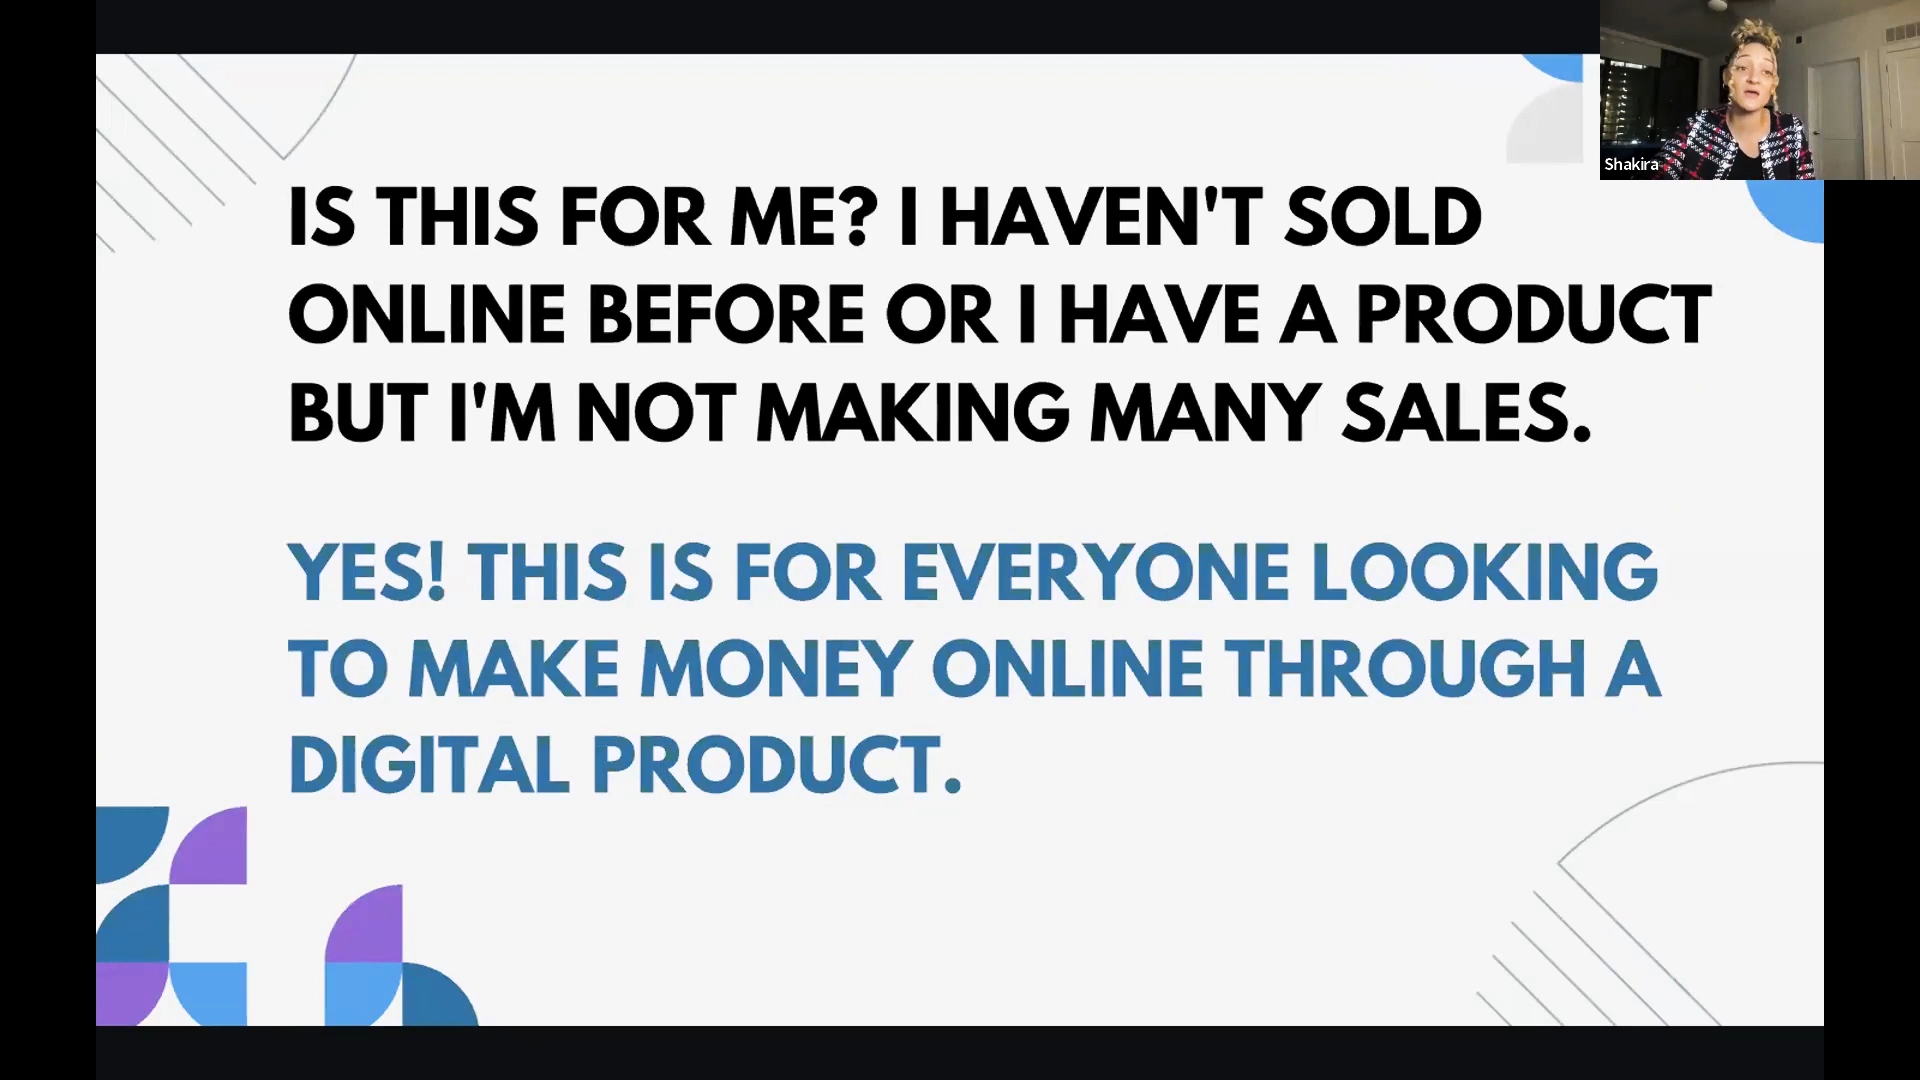 IS THIS FOR ME? I HAVEN'T SOLD
ONLINE BEFORE OR I HAVE A PRODUCT
BUT I'M NOT MAKING MANY SALES.
YES! THIS IS FOR EVERYONE LOOKING
TO MAKE MONEY ONLINE THROUGH A
DIGITAL PRODUCT.
Shakira